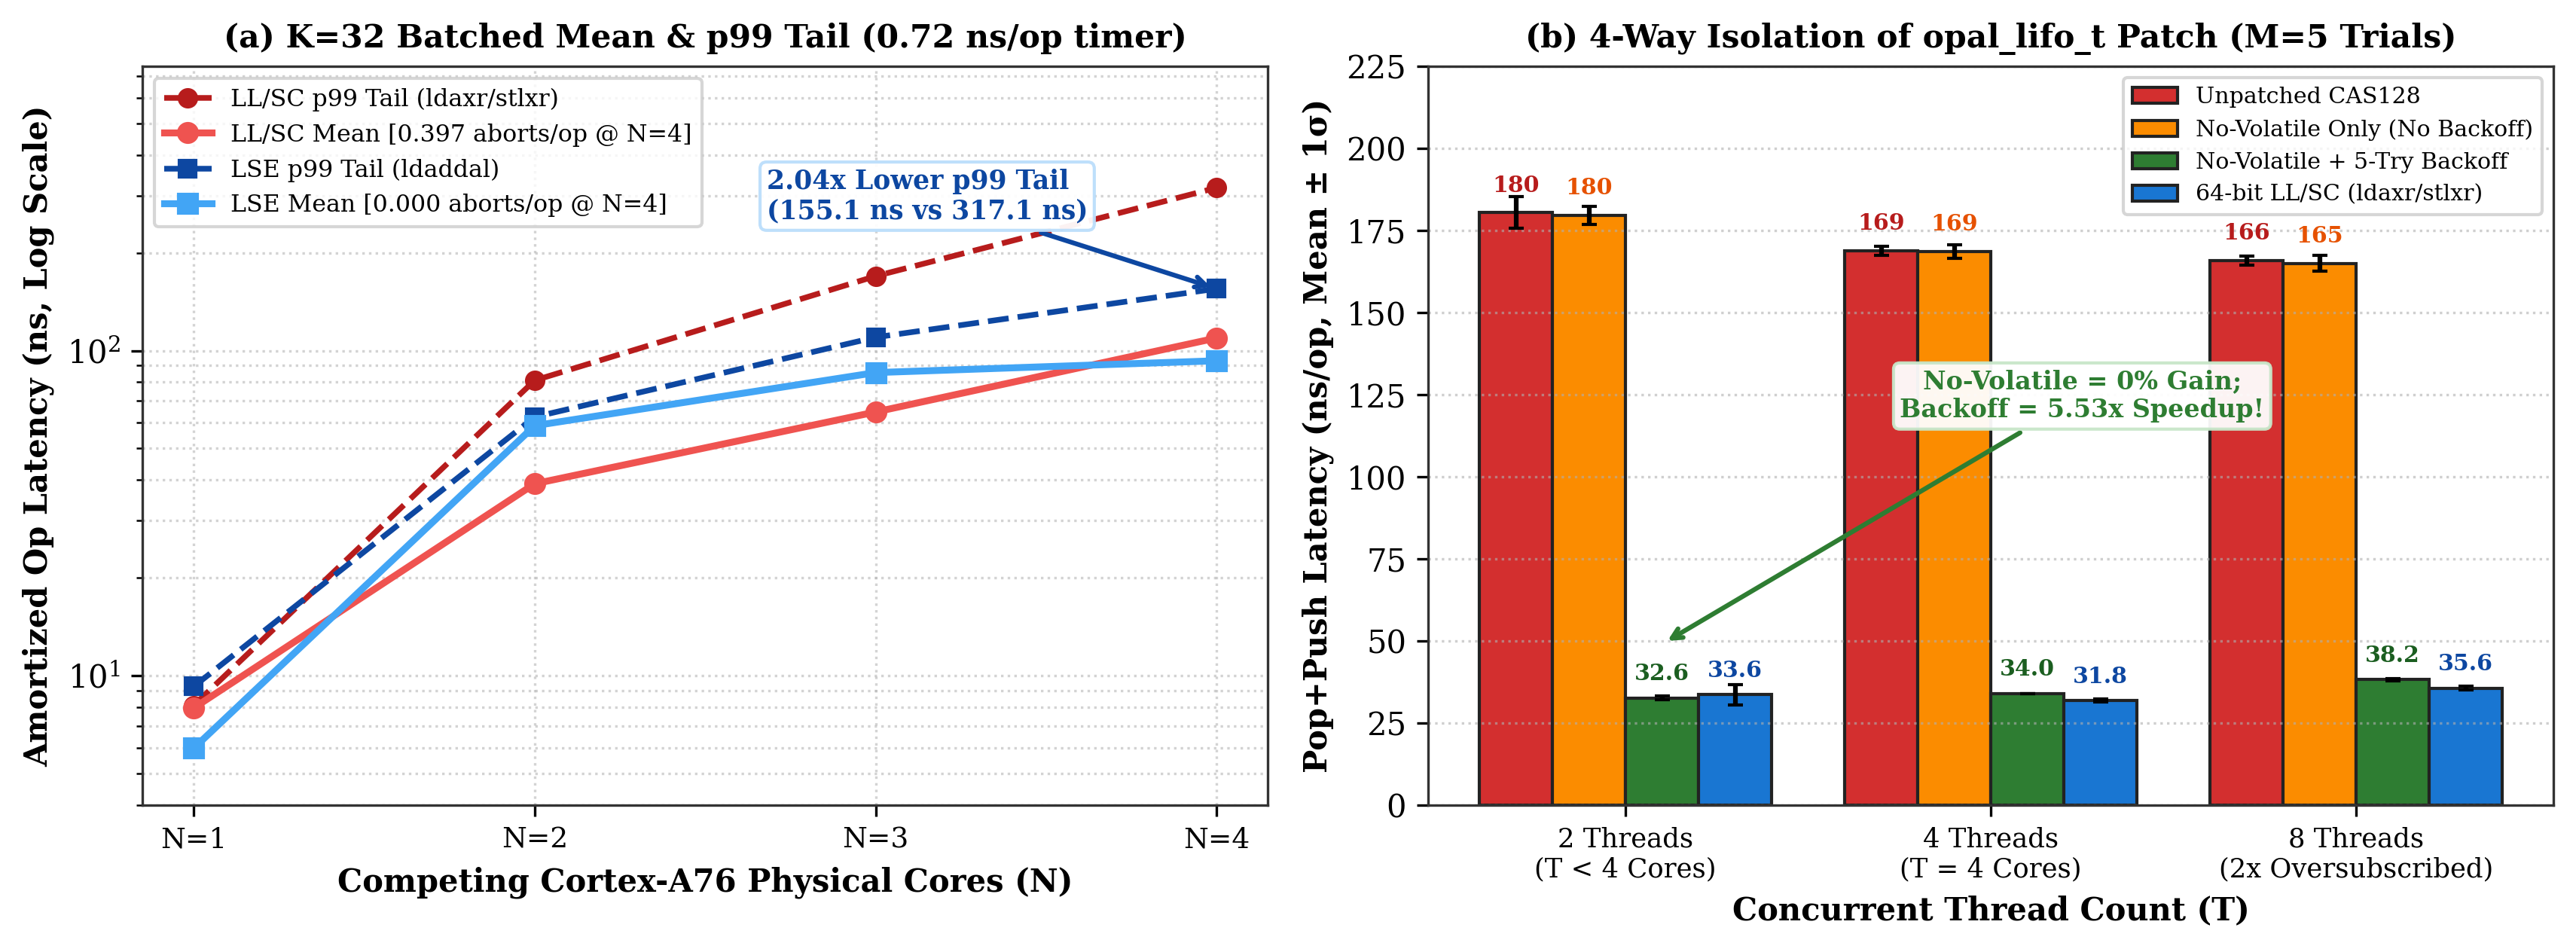 (a) K=32 Batched Mean & p99 Tail (0.72 ns/op timer)
Amortized Op Latency (ns, Log Scale)
10²
10¹
LL/SC p99 Tail (ldaxr/stlxr)
LL/SC Mean [0.397 aborts/op @ N=4]
LSE p99 Tail (ldaddal)
LSE Mean [0.000 aborts/op @ N=4]
2.04x Lower p99 Tail
(155.1 ns vs 317.1 ns)
N=1
N=2
N=3
N=4
Competing Cortex-A76 Physical Cores (N)
(b) 4-Way Isolation of opal_lifo_t Patch (M=5 Trials)
Pop+Push Latency (ns/op, Mean ± 1σ)
225
200
175
150
125
100
75
50
25
0
Unpatched CAS128
No-Volatile Only (No Backoff)
No-Volatile + 5-Try Backoff
64-bit LL/SC (ldaxr/stlxr)
180
180
32.6
33.6
169
169
34.0
31.8
166
165
38.2
35.6
No-Volatile = 0% Gain;
Backoff = 5.53x Speedup!
2 Threads
(T < 4 Cores)
4 Threads
(T = 4 Cores)
8 Threads
(2x Oversubscribed)
Concurrent Thread Count (T)